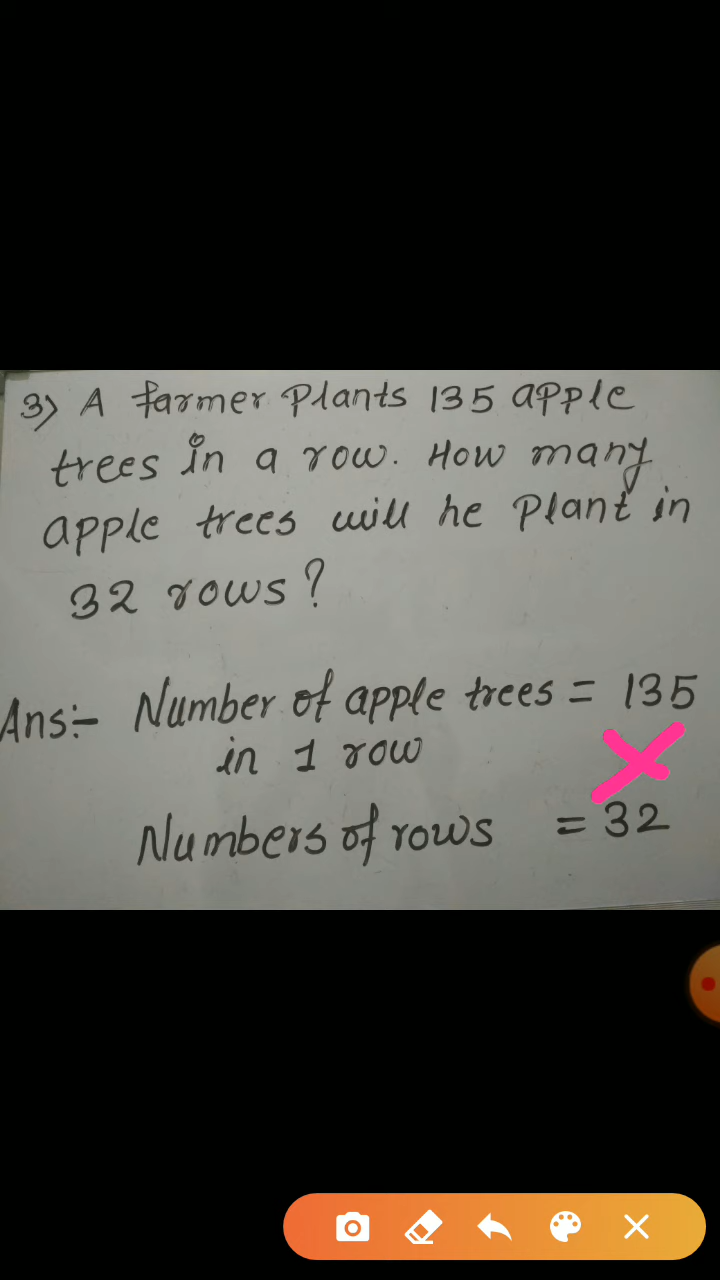 3) A farmer Plants 135 apple
trees in a row. How many
apple trees will he Plant in
32 rows?
Ans:- Number of apple trees = 135
in 1 row
Numbers of rows = 32